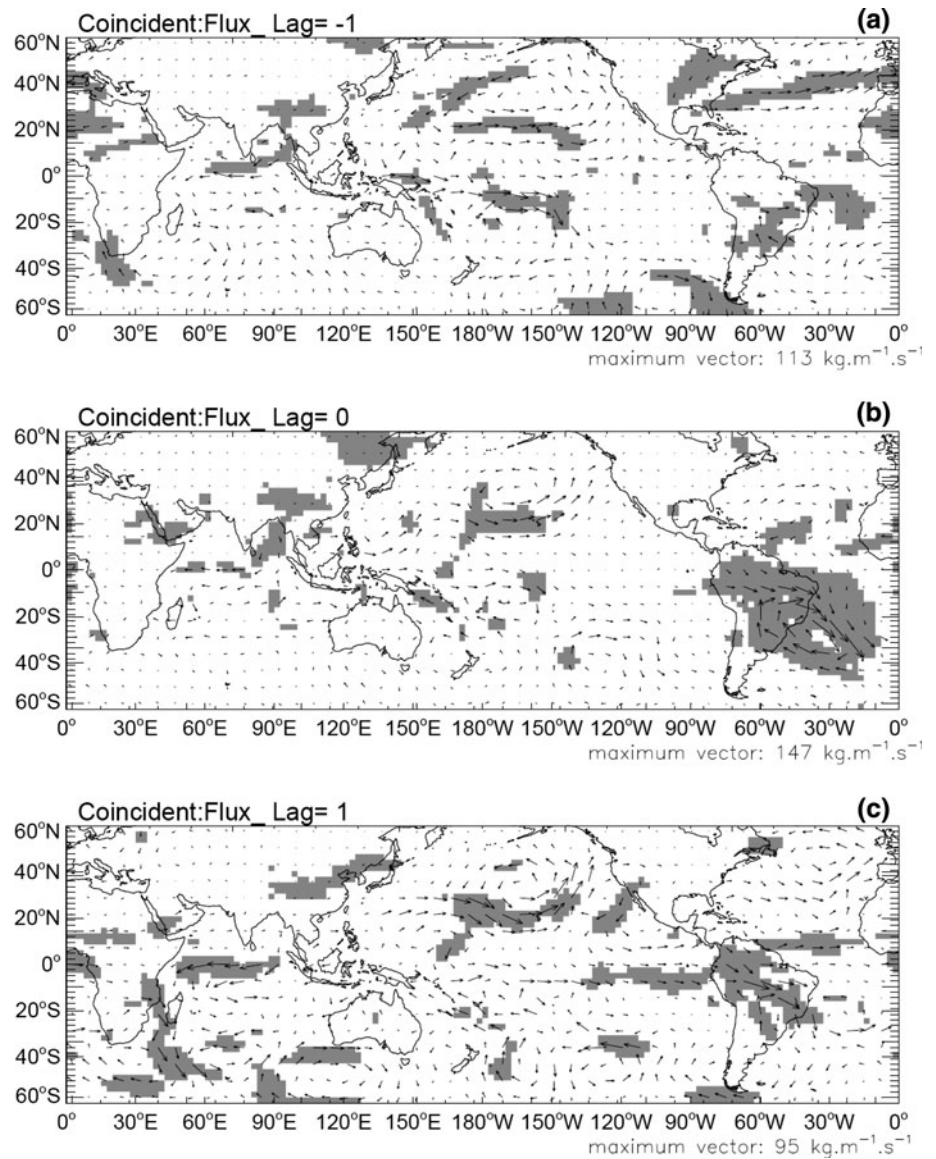 Coincident:Flux_ Lag= -1 (a)
60°N
40°N
20°N
0°
20°S
40°S
60°S
0° 30°E 60°E 90°E 120°E 150°E 180°W 150°W 120°W 90°W 60°W 30°W 0°
maximum vector: 113 kg.m⁻¹.s⁻¹
Coincident:Flux_ Lag= 0 (b)
60°N
40°N
20°N
0°
20°S
40°S
60°S
0° 30°E 60°E 90°E 120°E 150°E 180°W 150°W 120°W 90°W 60°W 30°W 0°
maximum vector: 147 kg.m⁻¹.s⁻¹
Coincident:Flux_ Lag= 1 (c)
60°N
40°N
20°N
0°
20°S
40°S
60°S
0° 30°E 60°E 90°E 120°E 150°E 180°W 150°W 120°W 90°W 60°W 30°W 0°
maximum vector: 95 kg.m⁻¹.s⁻¹